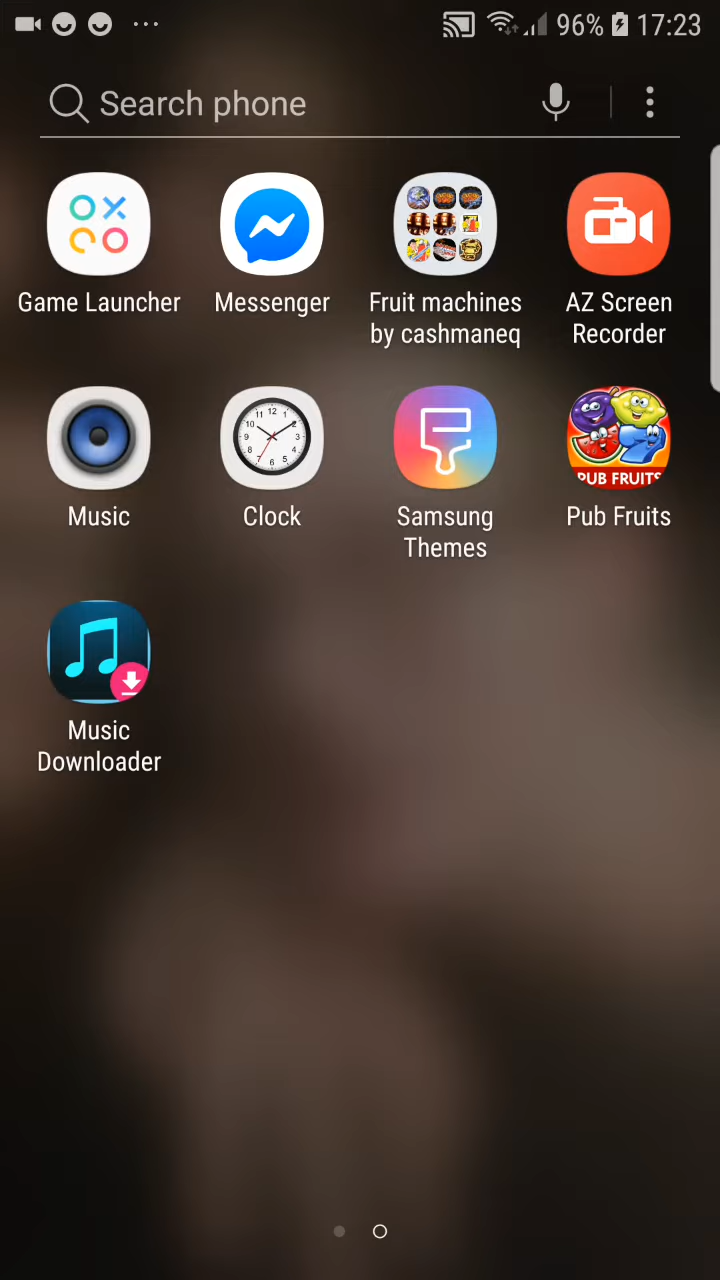 96% 17:23
Search phone
Game Launcher
Messenger
Fruit machines
by cashmaneq
AZ Screen
Recorder
Music
Clock
Samsung
Themes
PUB FRUITS
Pub Fruits
Music
Downloader